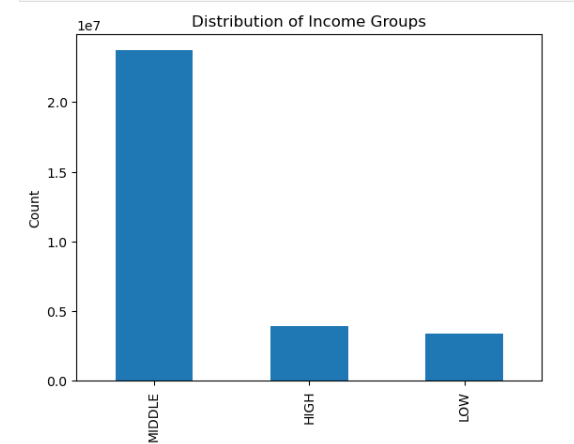 Distribution of Income Groups
1e7
2.0
1.5
1.0
0.5
0.0
Count
MIDDLE
HIGH
LOW